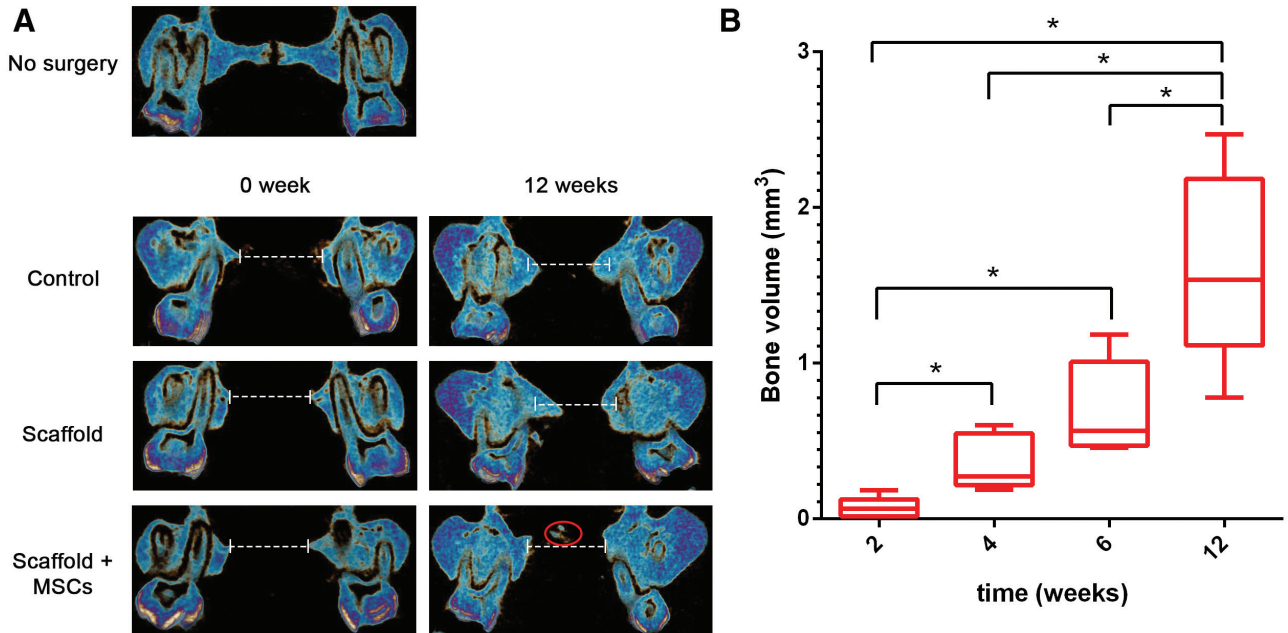 A
No surgery
0 week
12 weeks
Control
Scaffold
Scaffold +
MSCs
B
*
*
*
*
*
3
2
1
0
Bone volume (mm³)
2
4
6
12
time (weeks)